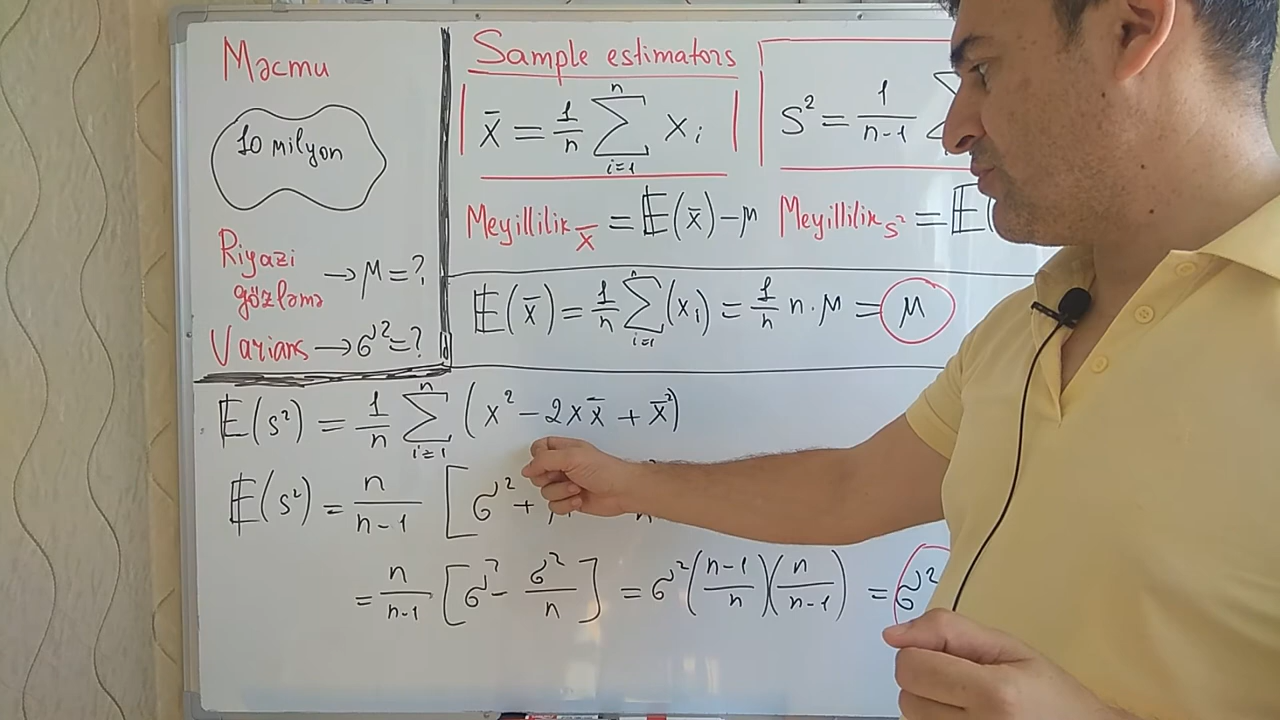 Məcmu
10 milyon
Riyazi
gözləmə → μ = ?
Varians → σ² = ?
Sample estimators
x̄ = 1/n ∑ᵢ₌₁ⁿ xᵢ
S² = 1/(n-1) ∑
Meyillilik x̄ = 𝔼(x̄) - μ
Meyillilik s² = 𝔼(
𝔼(x̄) = 1/n ∑ᵢ₌₁ⁿ (xᵢ) = 1/n n · μ = μ
𝔼(s²) = 1/n ∑ᵢ₌₁ⁿ (x² - 2xx̄ + x̄²)
𝔼(s²) = n/(n-1) [σ² +
= n/(n-1) [σ² - σ²/n] = σ² ((n-1)/n)(n/(n-1)) = σ²